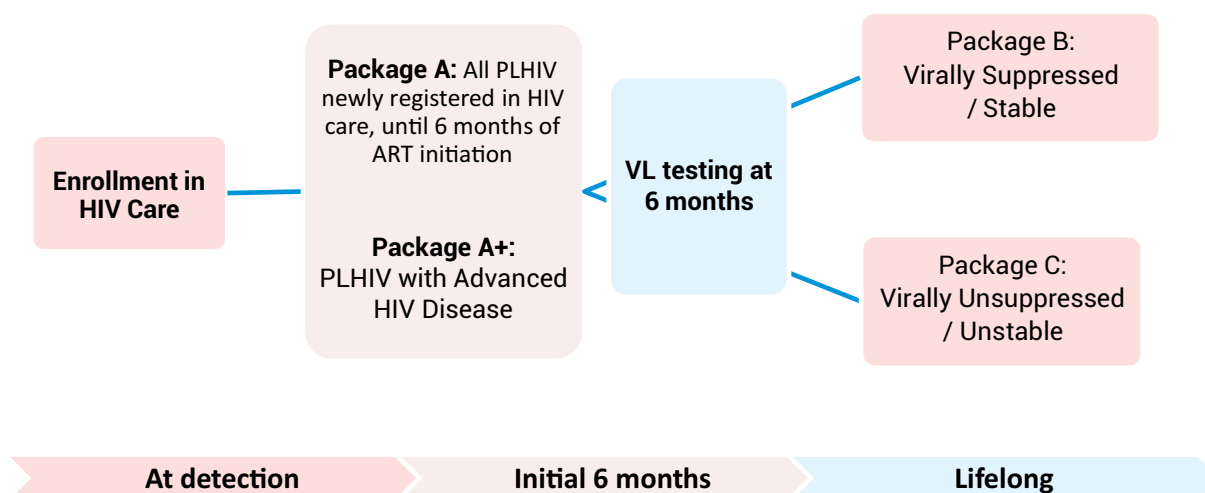 Enrollment in
HIV Care
Package A: All PLHIV
newly registered in HIV
care, until 6 months of
ART initiation
Package A+:
PLHIV with Advanced
HIV Disease
VL testing at
6 months
Package B:
Virally Suppressed
/ Stable
Package C:
Virally Unsuppressed
/ Unstable
At detection
Initial 6 months
Lifelong